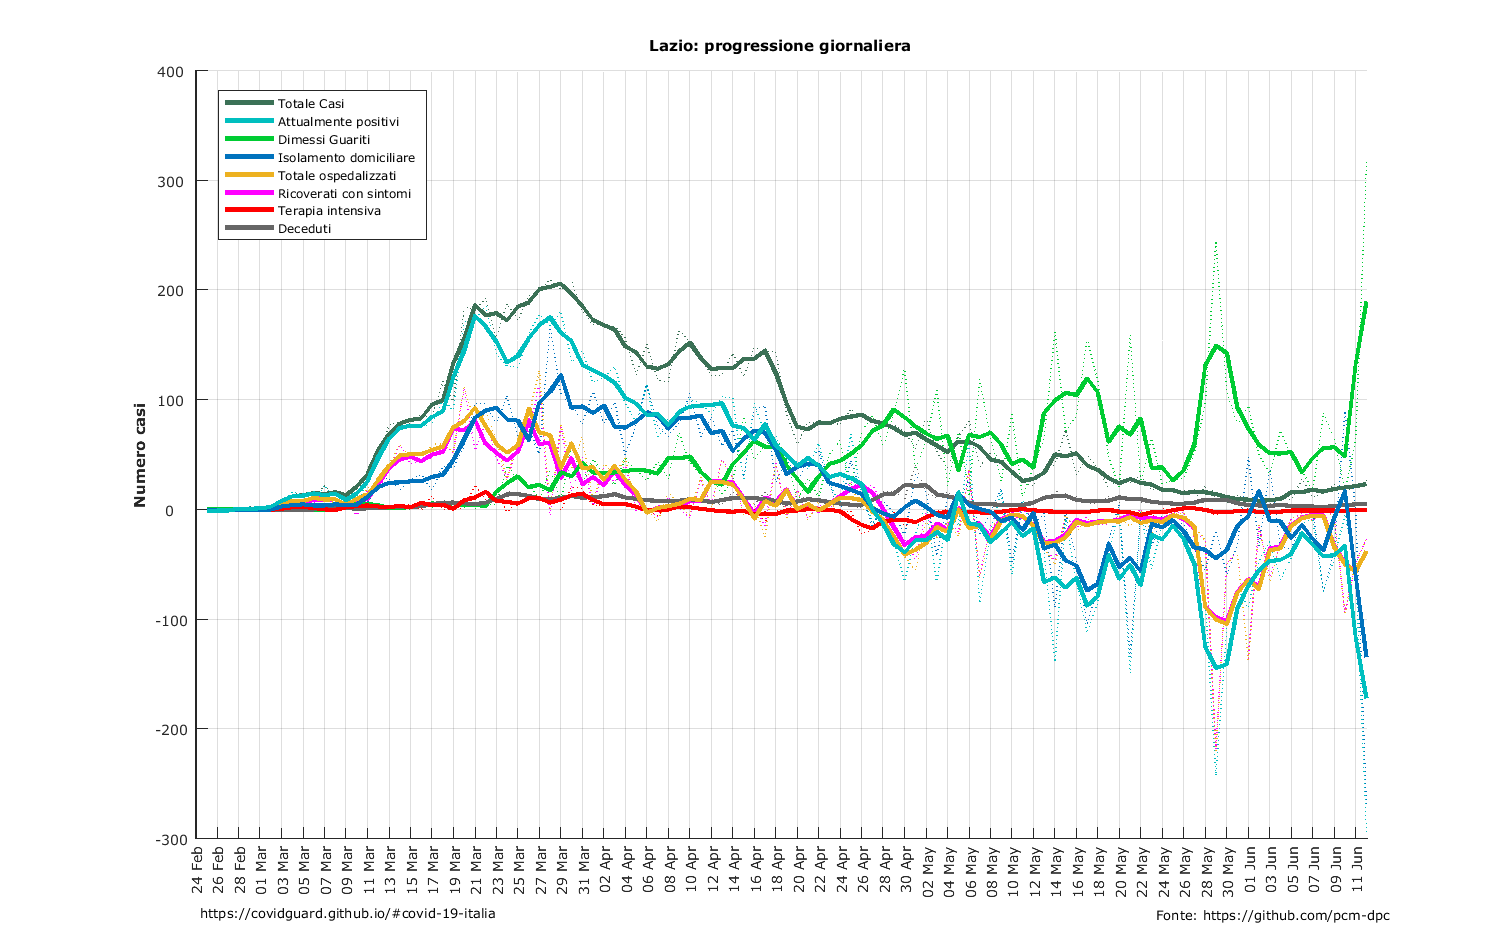 Lazio: progressione giornaliera
400
300
200
100
0
-100
-200
-300
Numero casi
Totale Casi
Attualmente positivi
Dimessi Guariti
Isolamento domiciliare
Totale ospedalizzati
Ricoverati con sintomi
Terapia intensiva
Deceduti
24 Feb
26 Feb
28 Feb
01 Mar
03 Mar
05 Mar
07 Mar
09 Mar
11 Mar
13 Mar
15 Mar
17 Mar
19 Mar
21 Mar
23 Mar
25 Mar
27 Mar
29 Mar
31 Mar
02 Apr
04 Apr
06 Apr
08 Apr
10 Apr
12 Apr
14 Apr
16 Apr
18 Apr
20 Apr
22 Apr
24 Apr
26 Apr
28 Apr
30 Apr
02 May
04 May
06 May
08 May
10 May
12 May
14 May
16 May
18 May
20 May
22 May
24 May
26 May
28 May
30 May
01 Jun
03 Jun
05 Jun
07 Jun
09 Jun
11 Jun
https://covidguard.github.io/#covid-19-italia
Fonte: https://github.com/pcm-dpc